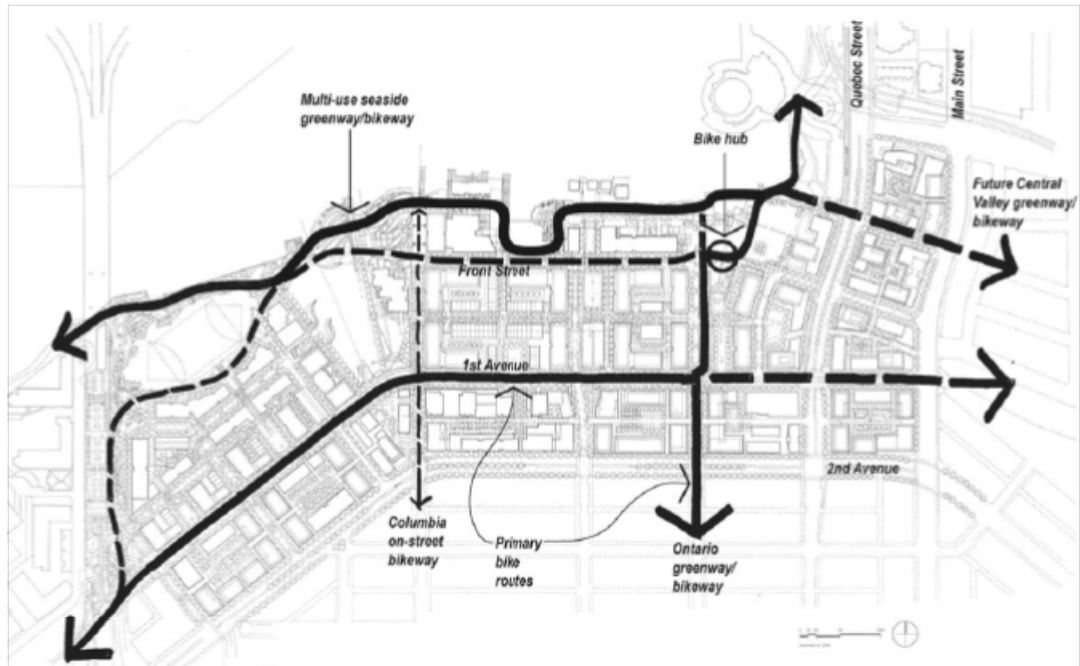 Quebec Street
Main Street
Multi-use seaside
greenway/bikeway
Bike hub
Future Central
Valley greenway/
bikeway
Front Street
1st Avenue
2nd Avenue
Columbia
on-street
bikeway
Primary
bike
routes
Ontario
greenway/
bikeway